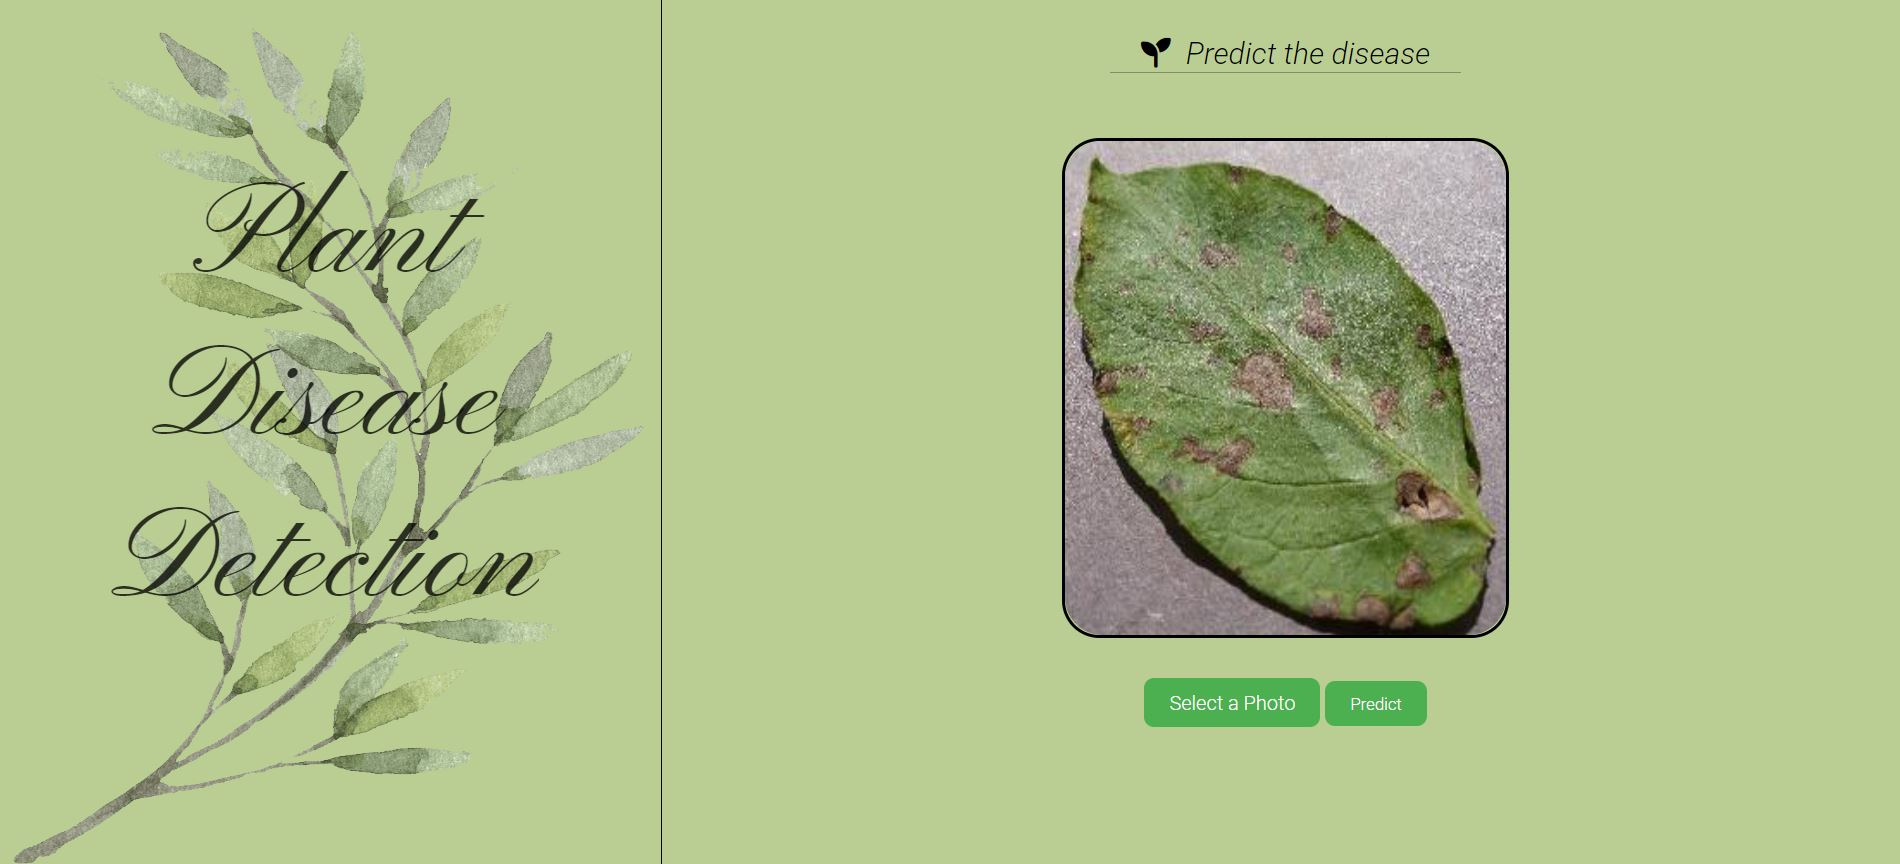 Plant
Disease
Detection
Predict the disease
Select a Photo
Predict